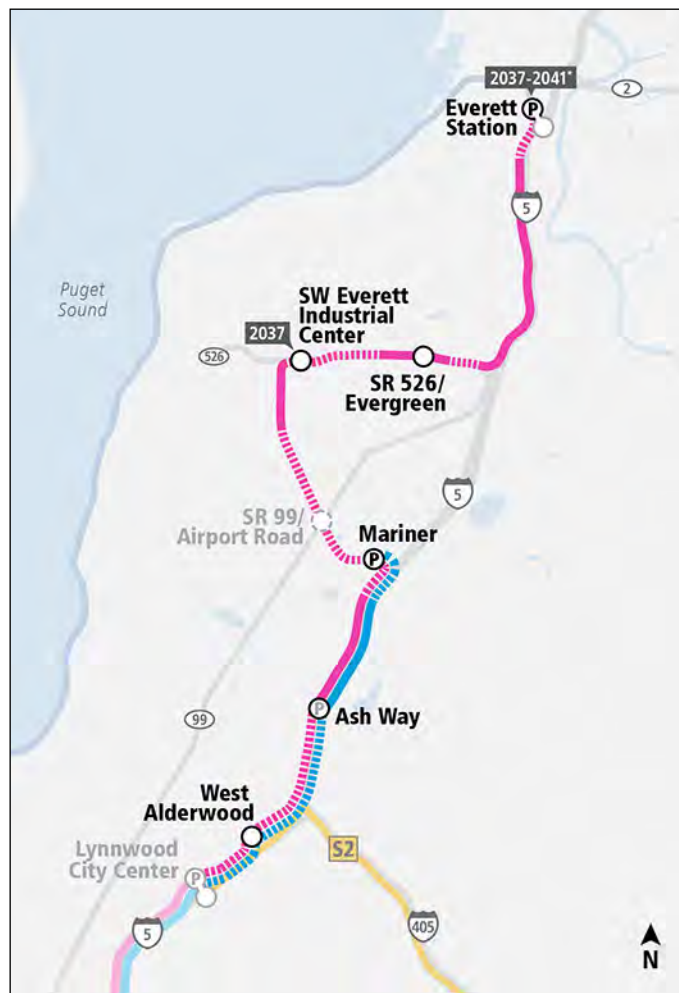 2037-2041*
2
Everett
Station
P
5
Puget
Sound
SW Everett
Industrial
Center
2037
526
SR 526/
Evergreen
5
SR 99/
Airport Road
Mariner
P
P
Ash Way
99
West
Alderwood
Lynnwood
City Center
P
S2
5
405
N